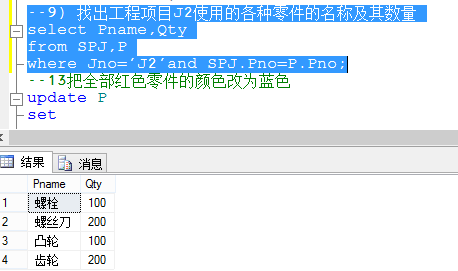 --9) 找出工程项目J2使用的各种零件的名称及其数量
select Pname,Qty
from SPJ,P
where Jno='J2'and SPJ.Pno=P.Pno;
--13把全部红色零件的颜色改为蓝色
update P
set
结果 消息
Pname Qty
1 螺栓 100
2 螺丝刀 200
3 凸轮 100
4 齿轮 200